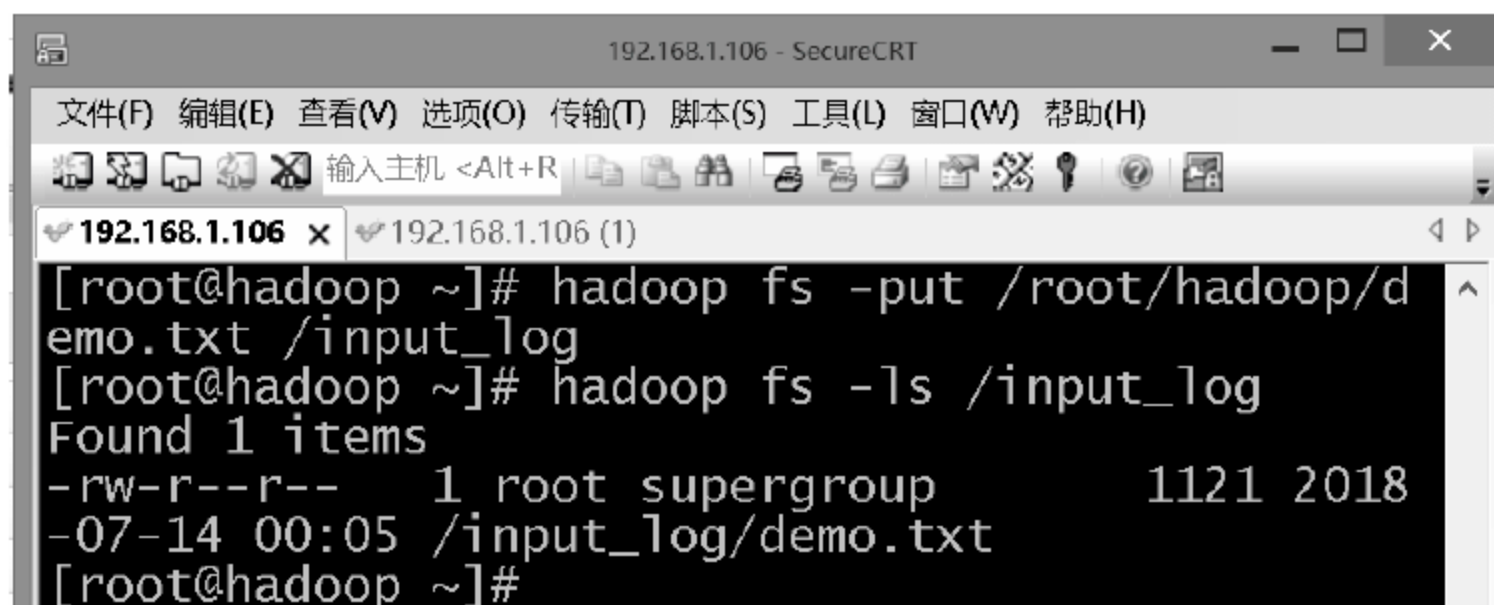 192.168.1.106 - SecureCRT
文件(F) 编辑(E) 查看(V) 选项(O) 传输(T) 脚本(S) 工具(L) 窗口(W) 帮助(H)
输入主机 <Alt+R
192.168.1.106 192.168.1.106 (1)
[root@hadoop ~]# hadoop fs -put /root/hadoop/d
emo.txt /input_log
[root@hadoop ~]# hadoop fs -ls /input_log
Found 1 items
-rw-r--r--   1 root supergroup       1121 2018
-07-14 00:05 /input_log/demo.txt
[root@hadoop ~]#